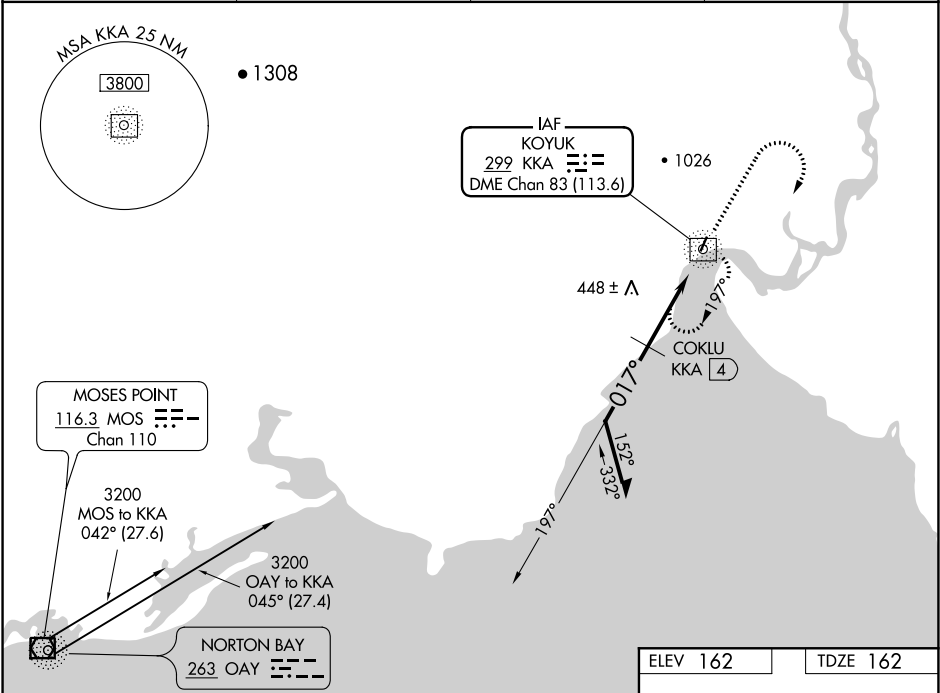 MSA KKA 25 NM
3800
1308
IAF
KOYUK
299 KKA
DME Chan 83 (113.6)
1026
448 ±
197°
COKLU
KKA 4
017°
152°
332°
197°
MOSES POINT
116.3 MOS
Chan 110
3200
MOS to KKA
042° (27.6)
3200
OAY to KKA
045° (27.4)
NORTON BAY
263 OAY
ELEV 162
TDZE 162